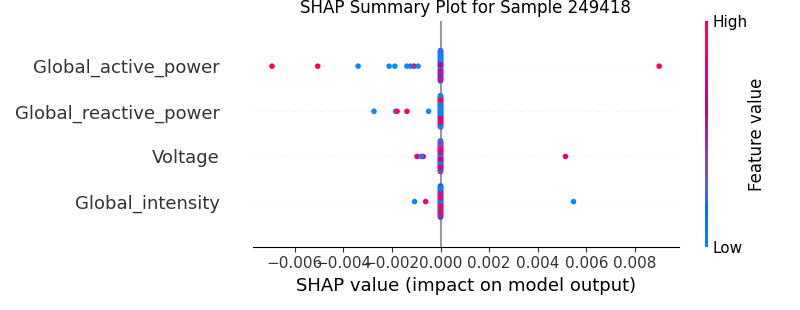 SHAP Summary Plot for Sample 249418
High
Global_active_power
Global_reactive_power
Voltage
Global_intensity
Feature value
Low
−0.006 −0.004 −0.002 0.000 0.002 0.004 0.006 0.008
SHAP value (impact on model output)